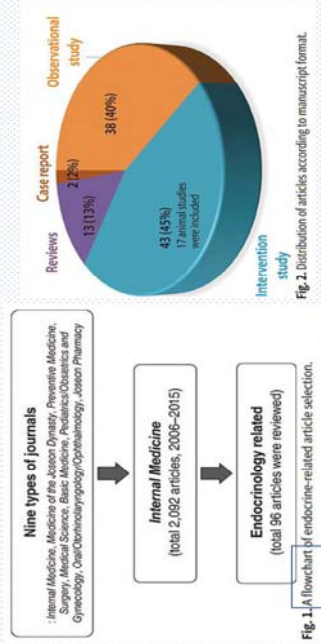 Nine types of journals
: Internal Medicine, Medicine of the Joseon Dynasty, Preventive Medicine,
Surgery, Medical Science, Basic Medicine, Pediatrics/Obstetrics and
Gynecology, Oral/Otorhinolaryngology/Ophthalmology, Joseon Pharmacy
Internal Medicine
(total 2,092 articles, 2006–2015)
Endocrinology related
(total 96 articles were reviewed)
Fig. 1. A flowchart of endocrine-related article selection.
Reviews
Case report
Observational
study
13 (13%)
2 (2%)
38 (40%)
43 (45%)
17 animal studies
were included
Intervention
study
Fig. 2. Distribution of articles according to manuscript format.